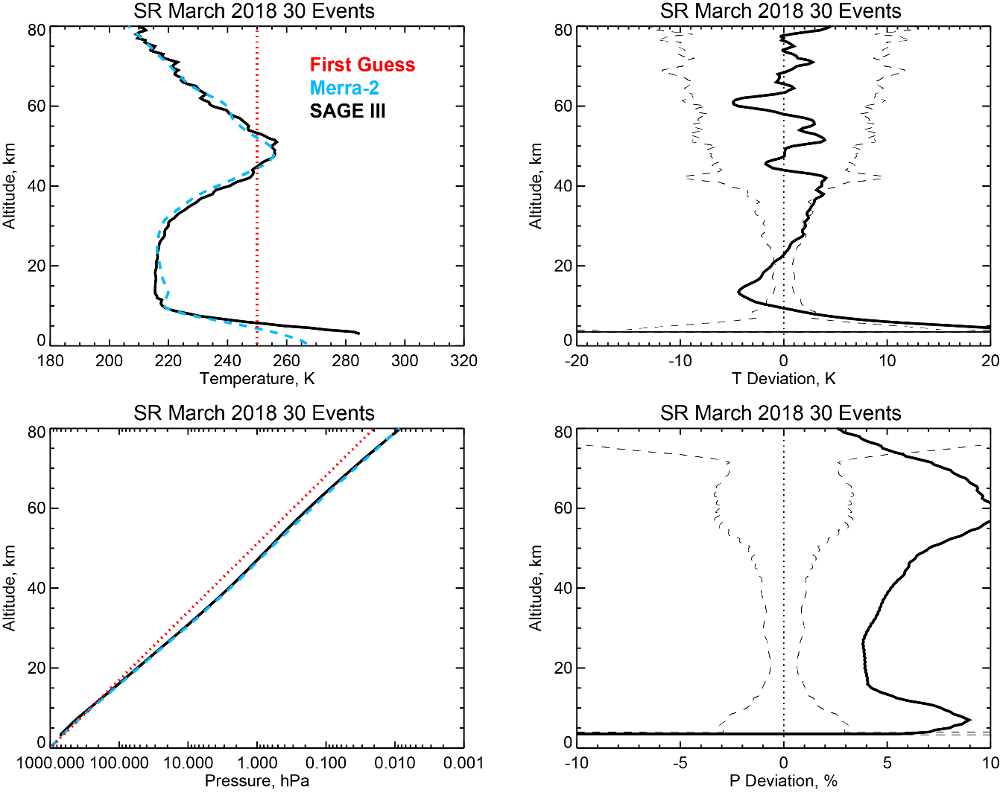 SR March 2018 30 Events
80
60
40
20
0
Altitude, km
First Guess
Merra-2
SAGE III
180 200 220 240 260 280 300 320
Temperature, K
SR March 2018 30 Events
80
60
40
20
0
Altitude, km
-20 -10 0 10 20
T Deviation, K
SR March 2018 30 Events
80
60
40
20
0
Altitude, km
1000.000 100.000 10.000 1.000 0.100 0.010 0.001
Pressure, hPa
SR March 2018 30 Events
80
60
40
20
0
Altitude, km
-10 -5 0 5 10
P Deviation, %